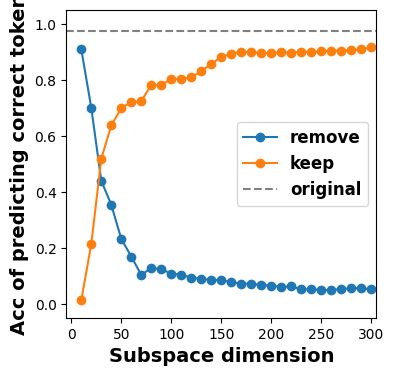 Acc of predicting correct token
1.0
0.8
0.6
0.4
0.2
0.0
remove
keep
original
0 50 100 150 200 250 300
Subspace dimension